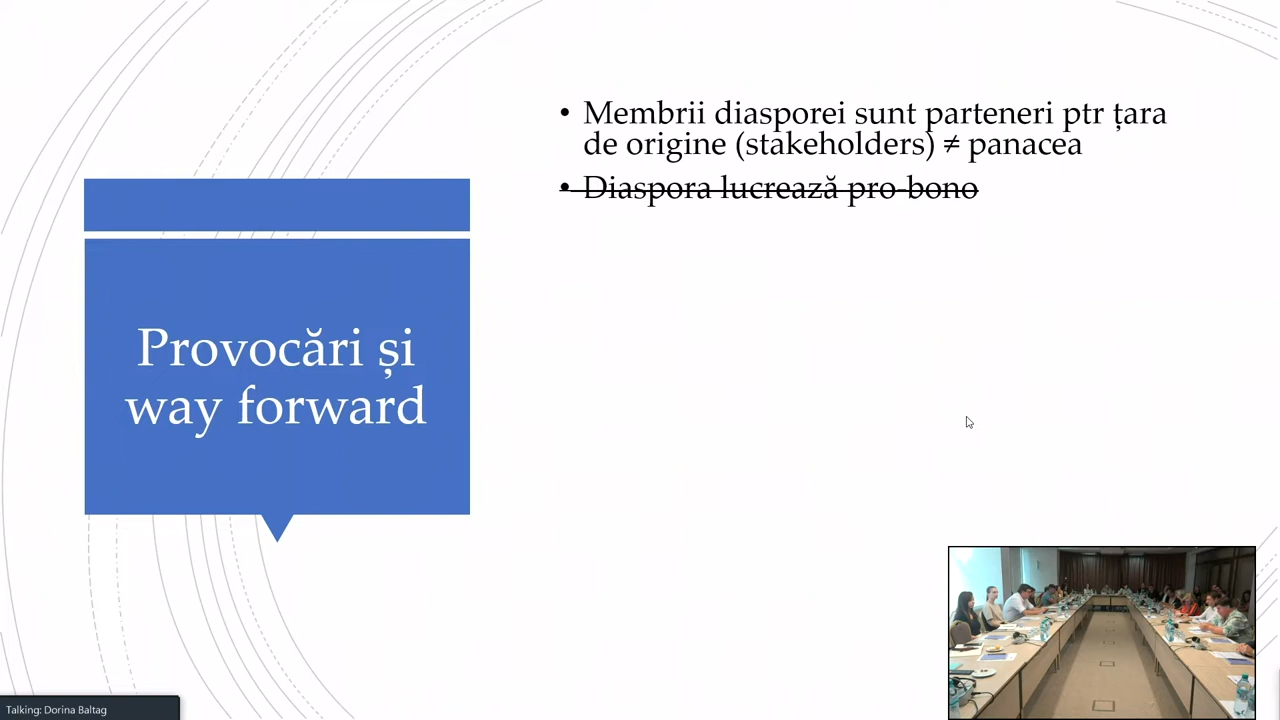 • Membrii diasporei sunt parteneri ptr țara
de origine (stakeholders) ≠ panacea
• Diaspora lucrează pro-bono
Provocări și
way forward
Talking: Dorina Baltag